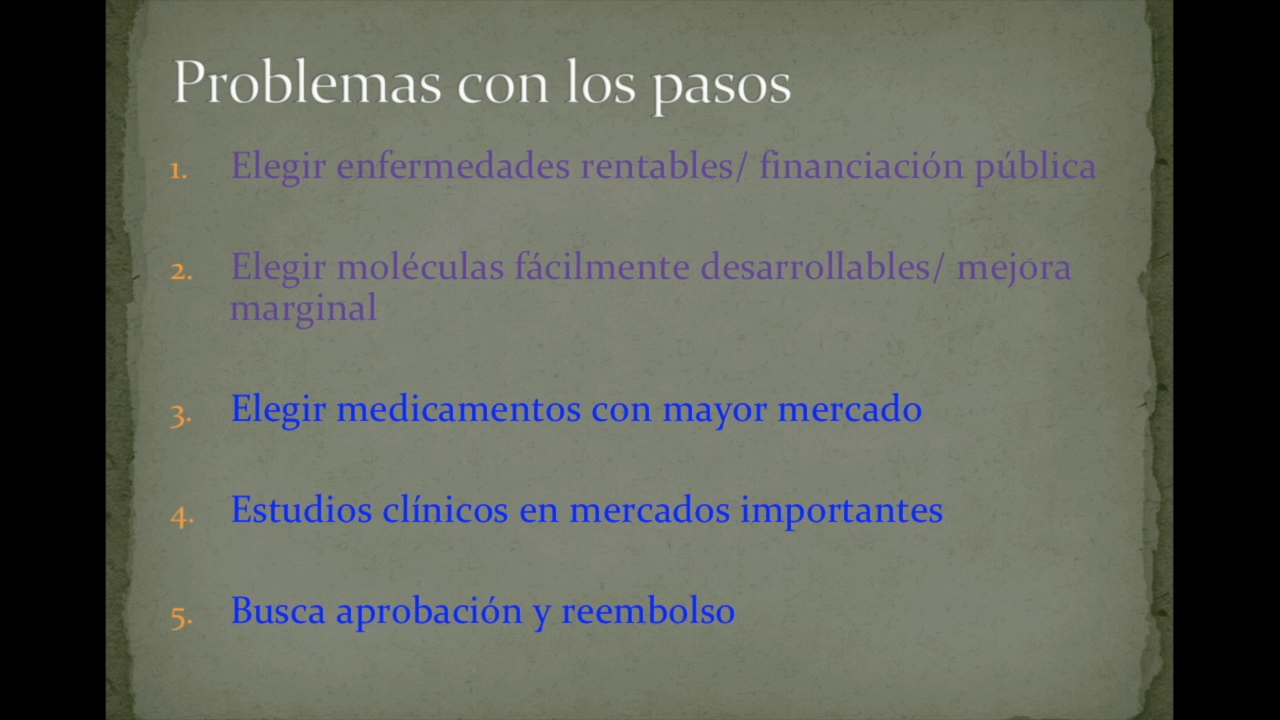 Problemas con los pasos
1. Elegir enfermedades rentables/ financiación pública
2. Elegir moléculas fácilmente desarrollables/ mejora
marginal
3. Elegir medicamentos con mayor mercado
4. Estudios clínicos en mercados importantes
5. Busca aprobación y reembolso